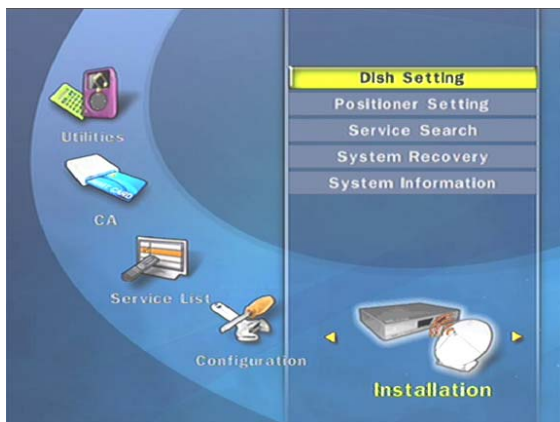 Dish Setting
Positioner Setting
Service Search
System Recovery
System Information
Utilities
CA
Service List
Configuration
Installation